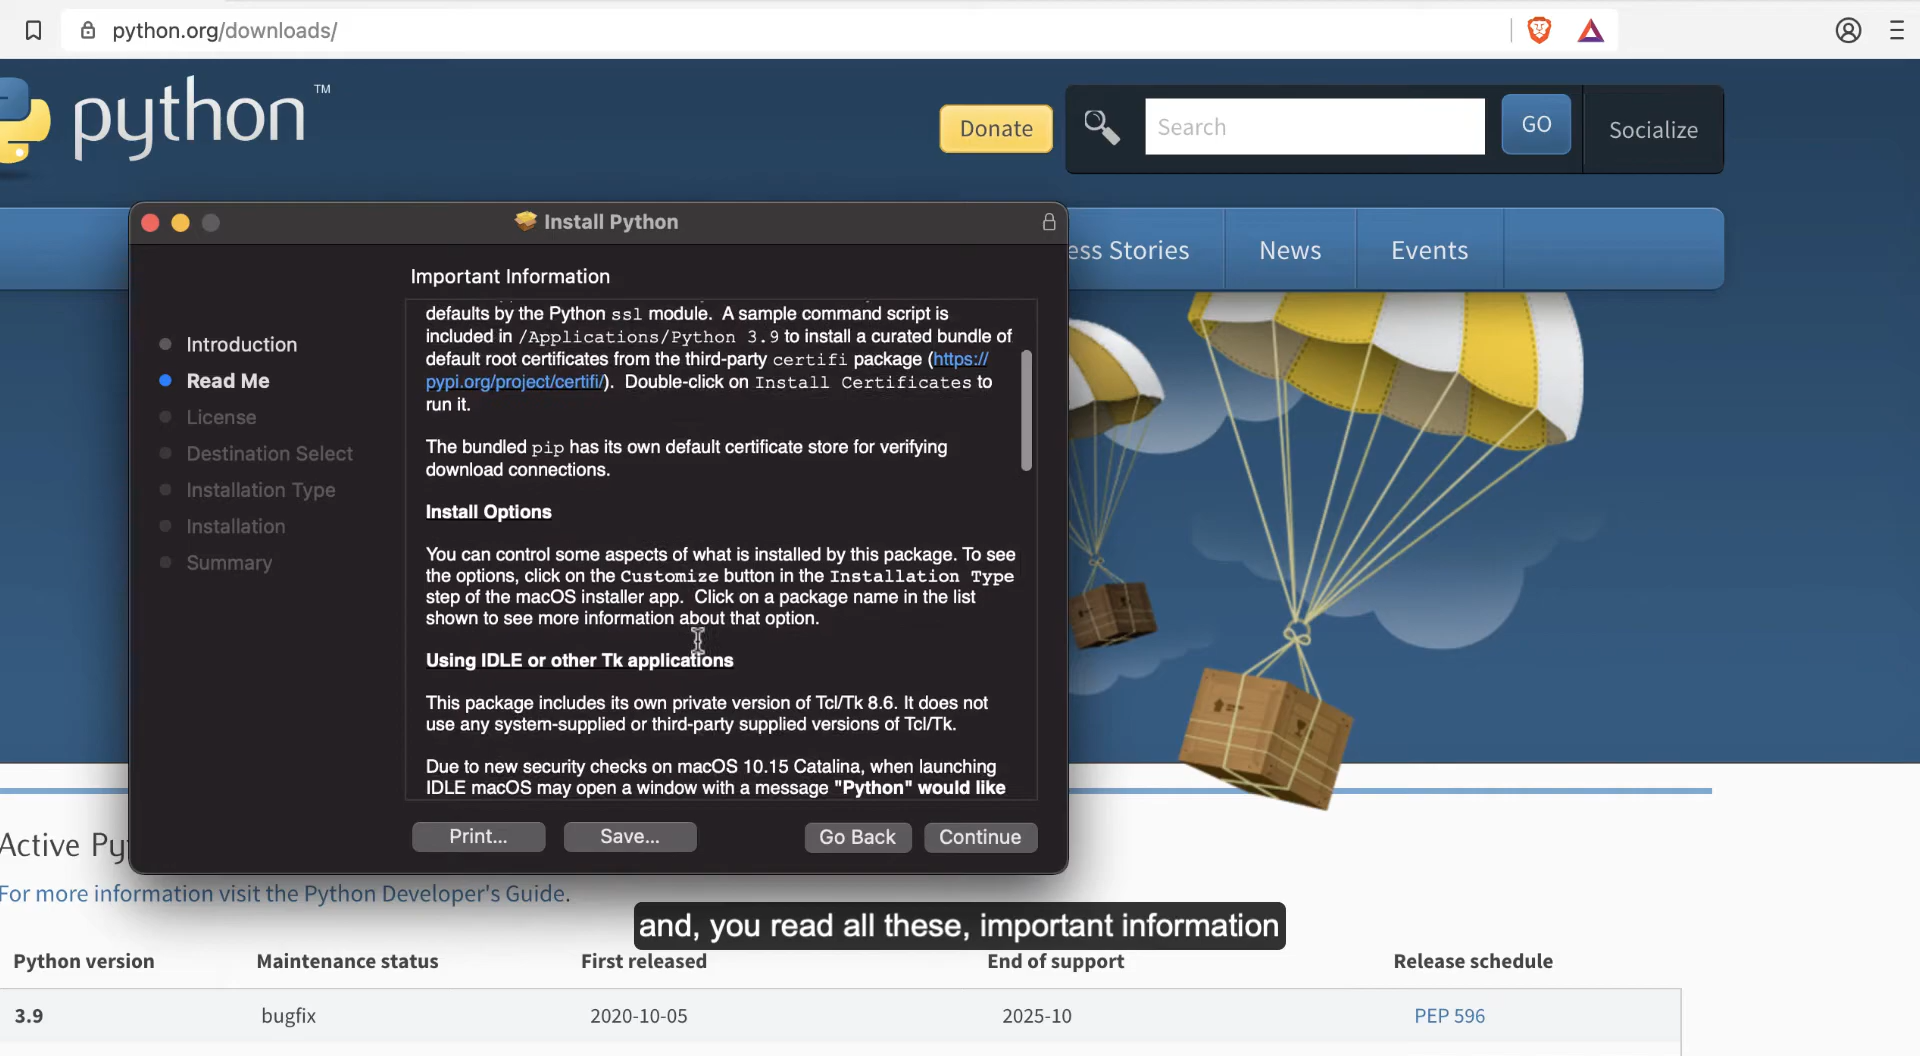 python.org/downloads/
python™
Donate
Search
GO
Socialize
Install Python
ess Stories
News
Events
Important Information
Introduction
Read Me
License
Destination Select
Installation Type
Installation
Summary
defaults by the Python ssl module. A sample command script is
included in /Applications/Python 3.9 to install a curated bundle of
default root certificates from the third-party certifi package (https://
pypi.org/project/certifi/). Double-click on Install Certificates to
run it.
The bundled pip has its own default certificate store for verifying
download connections.
Install Options
You can control some aspects of what is installed by this package. To see
the options, click on the Customize button in the Installation Type
step of the macOS installer app. Click on a package name in the list
shown to see more information about that option.
Using IDLE or other Tk applications
This package includes its own private version of Tcl/Tk 8.6. It does not
use any system-supplied or third-party supplied versions of Tcl/Tk.
Due to new security checks on macOS 10.15 Catalina, when launching
IDLE macOS may open a window with a message "Python" would like
Print...
Save...
Go Back
Continue
Active Py
For more information visit the Python Developer's Guide.
and, you read all these, important information
Python version
Maintenance status
First released
End of support
Release schedule
3.9
bugfix
2020-10-05
2025-10
PEP 596